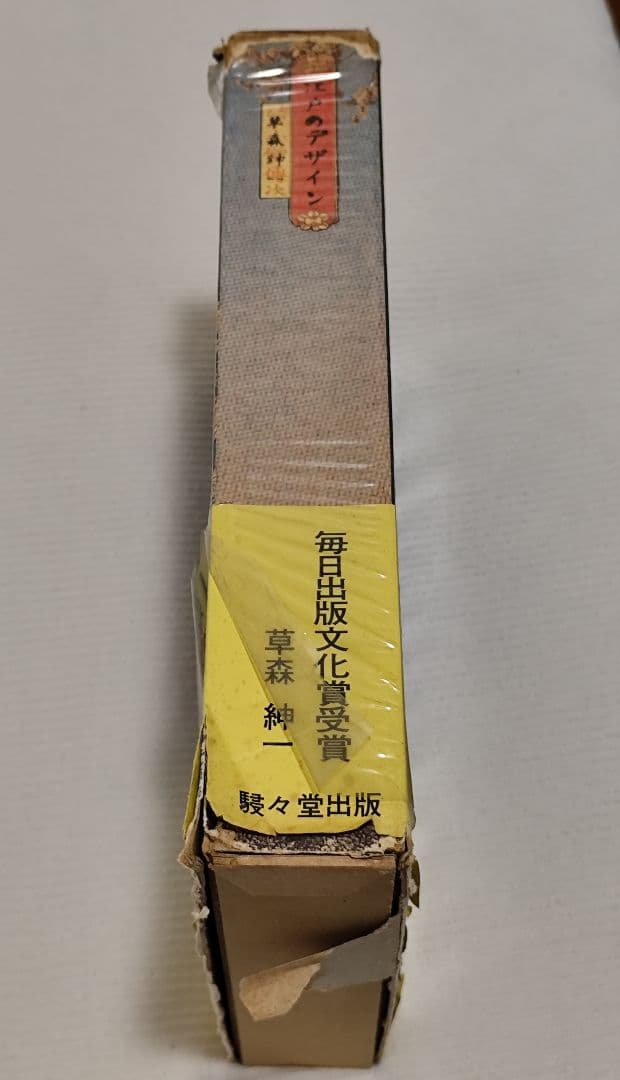 江戸のデザイン
草森紳
毎日出版文化賞受賞
草森 紳一
駸々堂出版